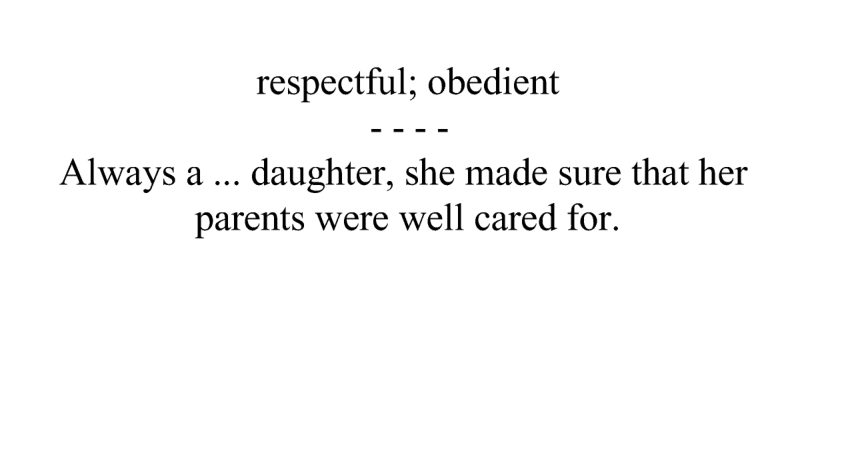 respectful; obedient
- - - -
Always a ... daughter, she made sure that her
parents were well cared for.